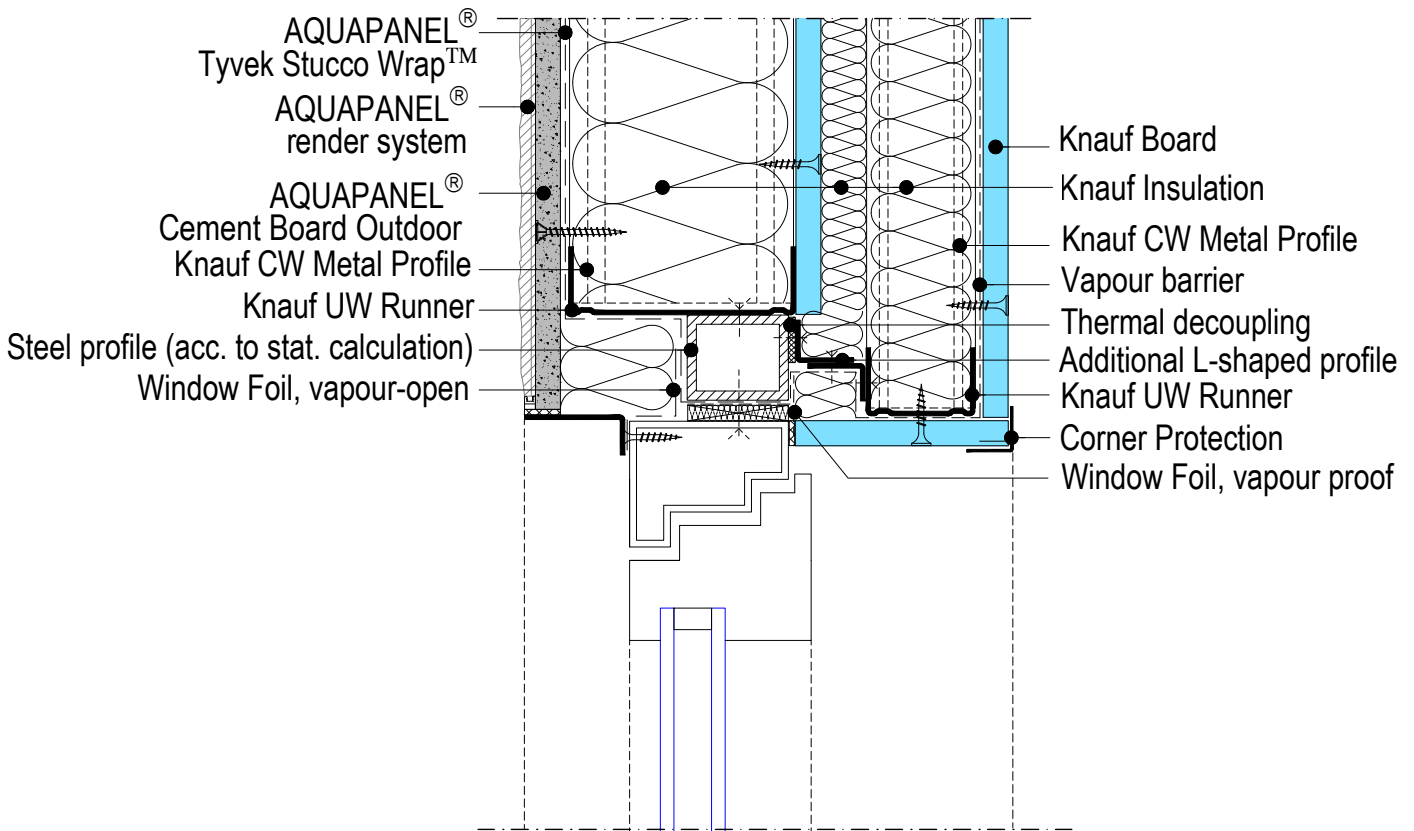 AQUAPANEL®
Tyvek Stucco Wrap™
AQUAPANEL®
render system
AQUAPANEL®
Cement Board Outdoor
Knauf CW Metal Profile
Knauf UW Runner
Steel profile (acc. to stat. calculation)
Window Foil, vapour-open
Knauf Board
Knauf Insulation
Knauf CW Metal Profile
Vapour barrier
Thermal decoupling
Additional L-shaped profile
Knauf UW Runner
Corner Protection
Window Foil, vapour proof